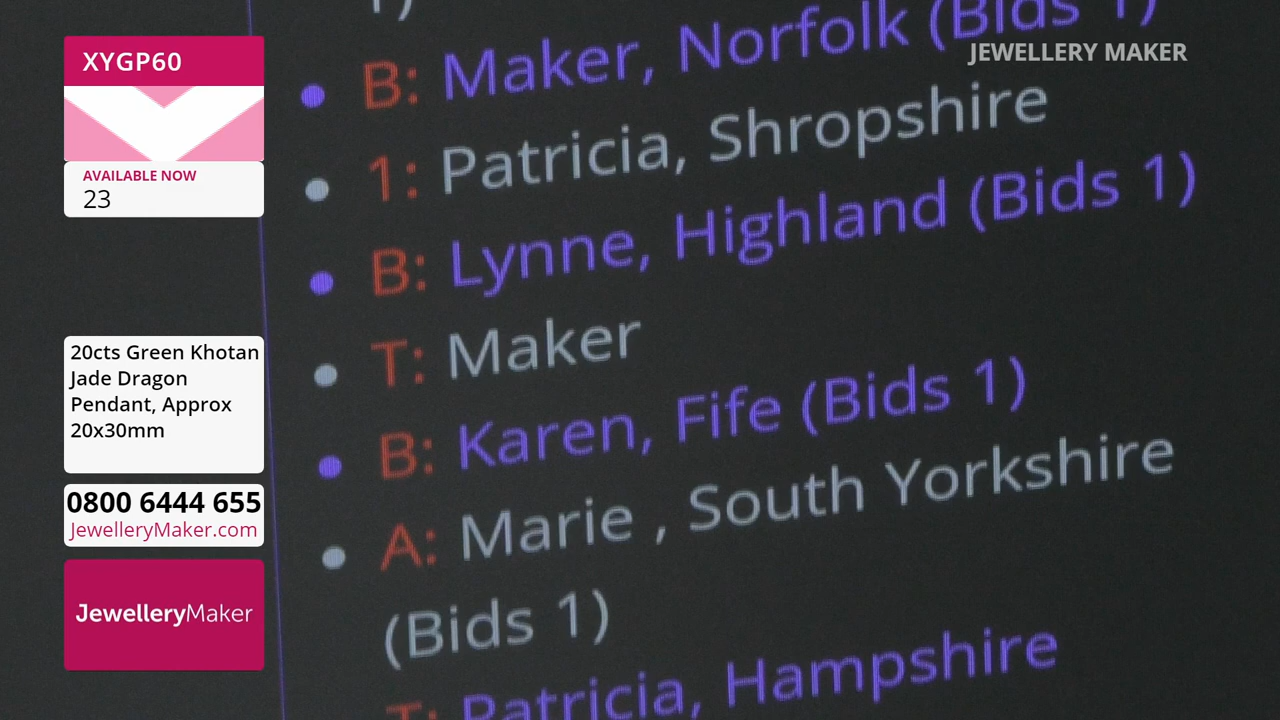 XYGP60
AVAILABLE NOW
23
20cts Green Khotan
Jade Dragon
Pendant, Approx
20x30mm
0800 6444 655
JewelleryMaker.com
JewelleryMaker
JEWELLERY MAKER
1)
B: Maker, Norfolk (Bids 1)
1: Patricia, Shropshire
B: Lynne, Highland (Bids 1)
T: Maker
B: Karen, Fife (Bids 1)
A: Marie , South Yorkshire
(Bids 1)
T: Patricia, Hampshire